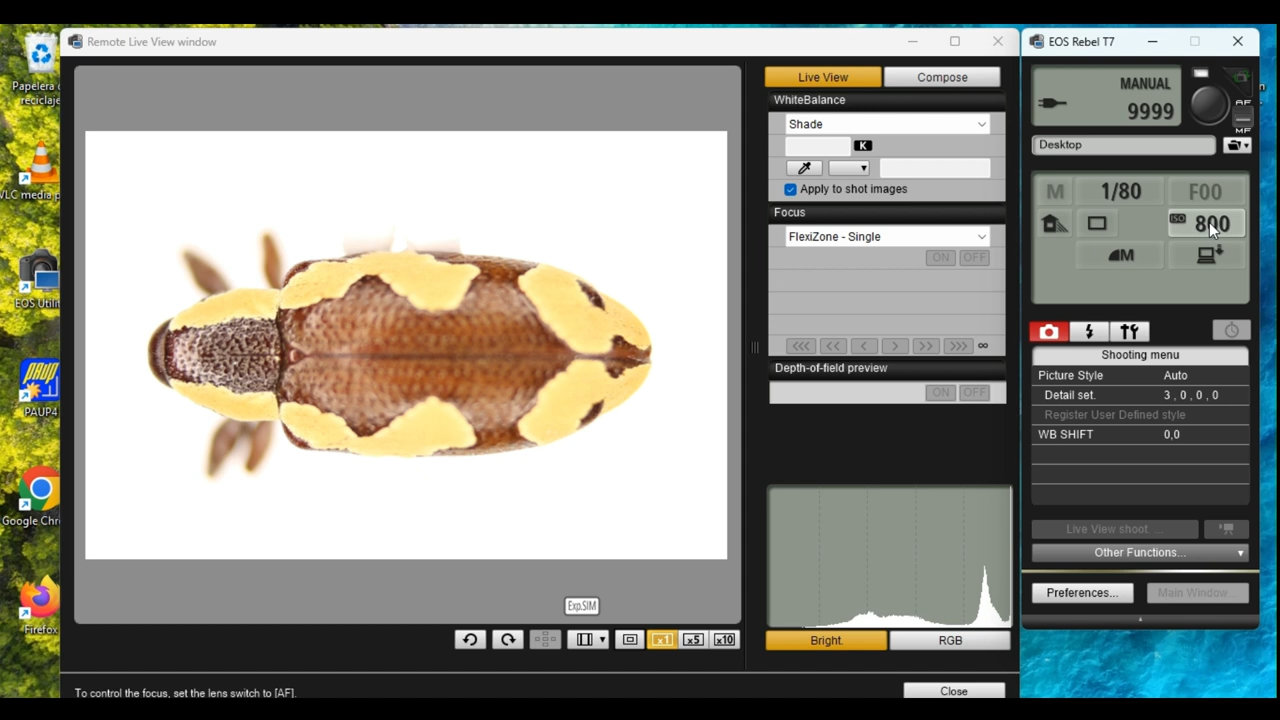 Papelera d
reciclaje
VLC media p
EOS Utili
PAUP4
Google Chr
Firefox
Remote Live View window
Live View
Compose
WhiteBalance
Shade
K
Apply to shot images
Focus
FlexiZone - Single
ON OFF
∞
Depth-of-field preview
ON OFF
Bright.
RGB
Exp.SIM
x1 x5 x10
To control the focus, set the lens switch to [AF].
Close
EOS Rebel T7
MANUAL
9999
AF
MF
Desktop
M 1/80 F00
ISO 800
M
Shooting menu
Picture Style Auto
Detail set. 3 , 0 , 0 , 0
Register User Defined style
WB SHIFT 0,0
Live View shoot. ...
Other Functions...
Preferences...
Main Window...